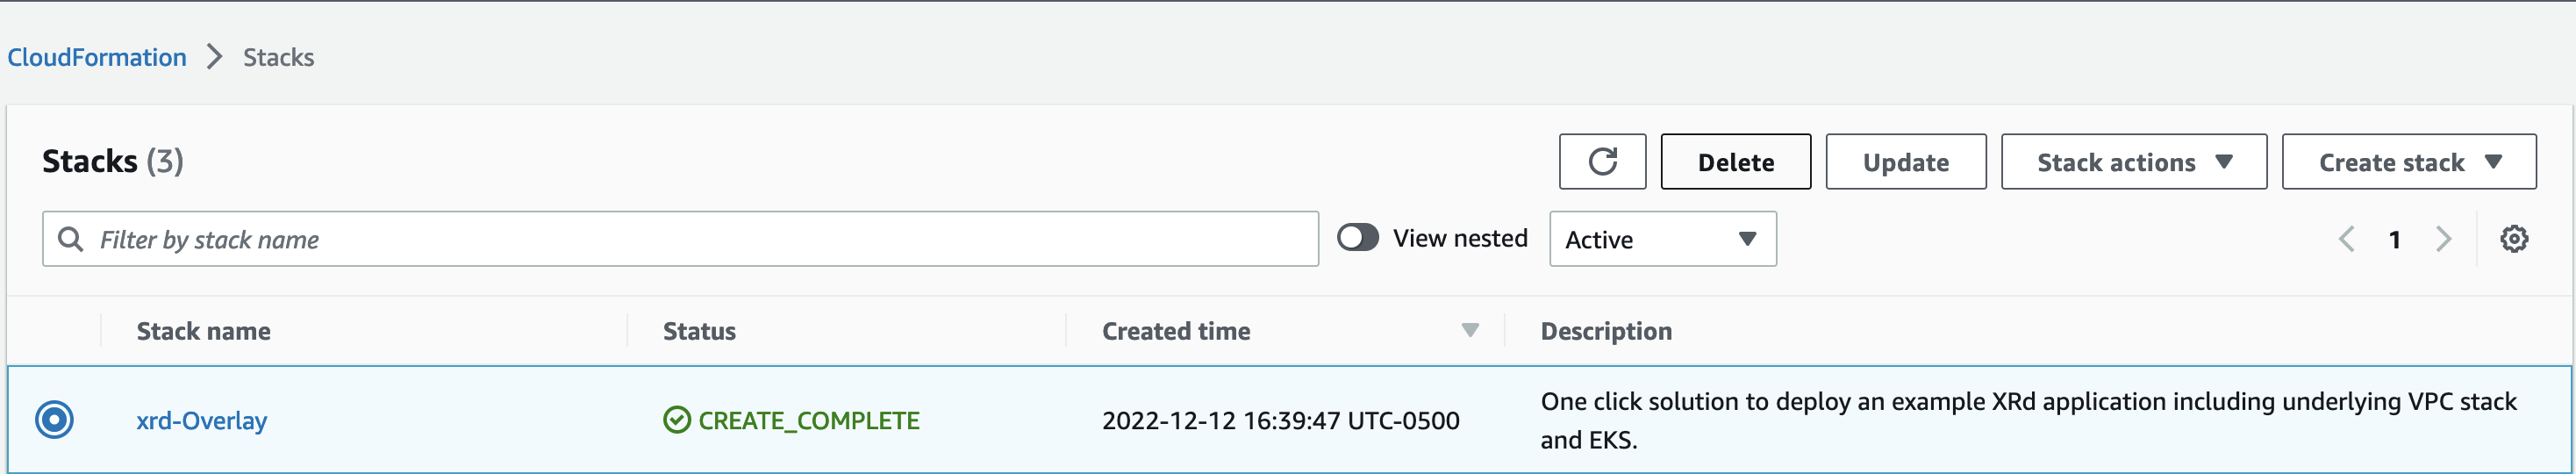 CloudFormation > Stacks
Stacks (3)
Delete
Update
Stack actions
Create stack
Filter by stack name
View nested
Active
1
Stack name
Status
Created time
Description
xrd-Overlay
CREATE_COMPLETE
2022-12-12 16:39:47 UTC-0500
One click solution to deploy an example XRd application including underlying VPC stack
and EKS.